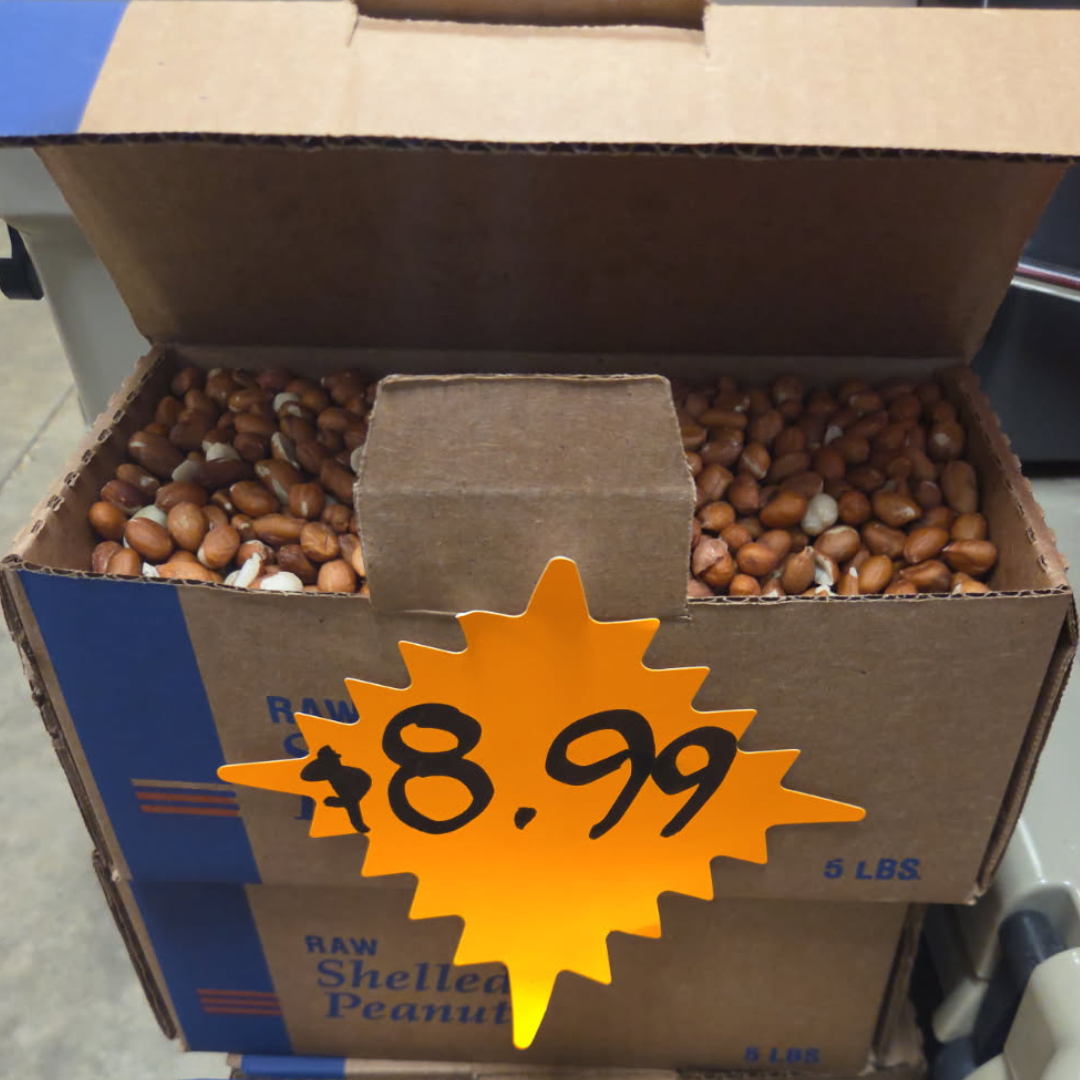 RAW
$8.99
5 LBS.
RAW
Shelled
Peanut
5 LBS